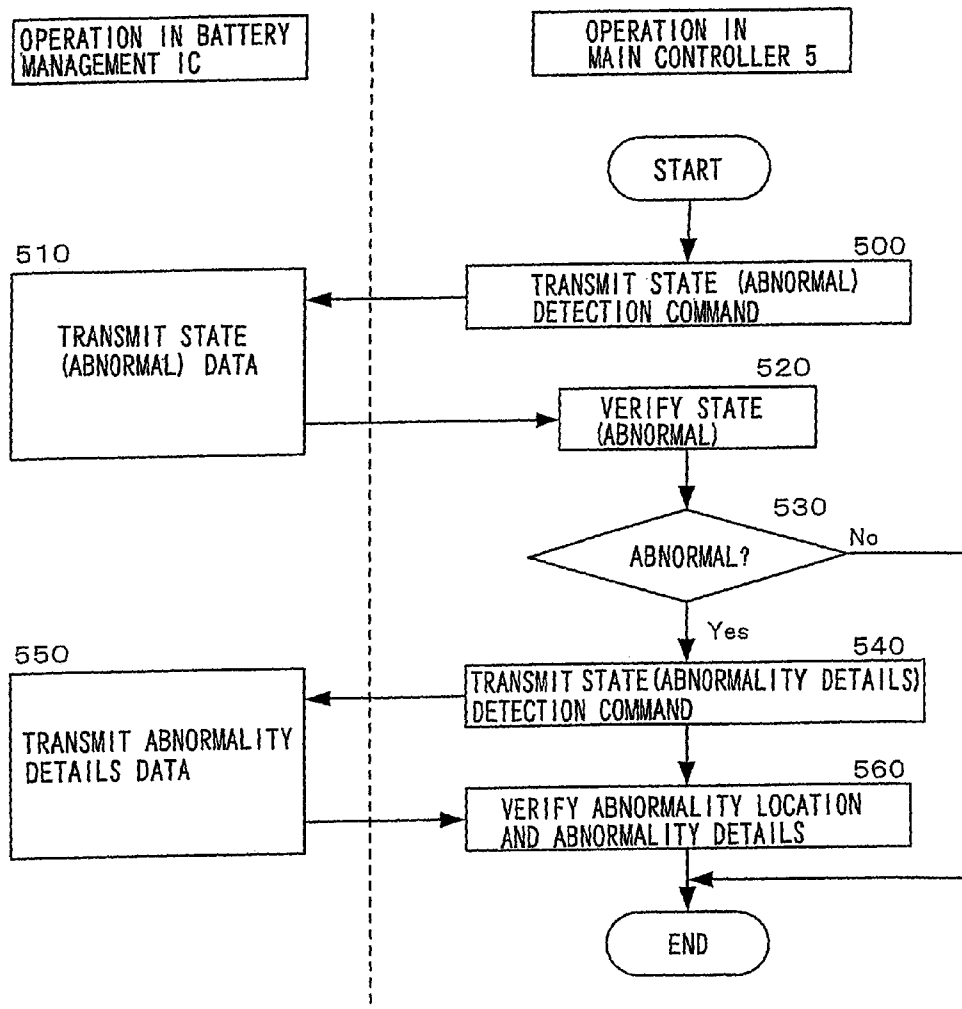 OPERATION IN BATTERY
MANAGEMENT IC
OPERATION IN
MAIN CONTROLLER 5
START
510
500
TRANSMIT STATE (ABNORMAL)
DETECTION COMMAND
TRANSMIT STATE
(ABNORMAL) DATA
520
VERIFY STATE
(ABNORMAL)
530
ABNORMAL?
No
Yes
550
540
TRANSMIT STATE (ABNORMALITY DETAILS)
DETECTION COMMAND
TRANSMIT ABNORMALITY
DETAILS DATA
560
VERIFY ABNORMALITY LOCATION
AND ABNORMALITY DETAILS
END